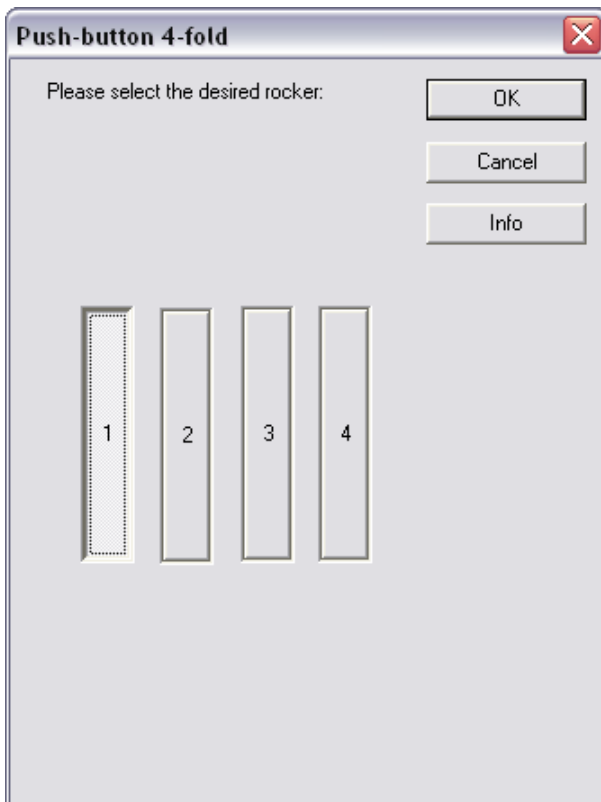 Push-button 4-fold
Please select the desired rocker:
OK
Cancel
Info
1 2 3 4